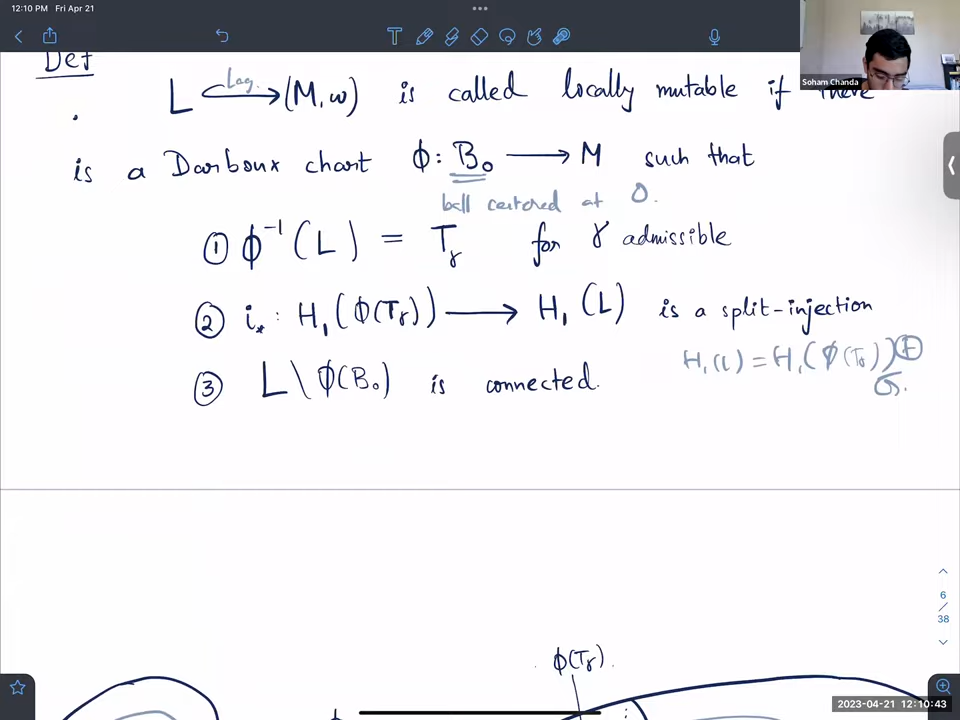 12:10 PM Fri Apr 21
Def
Soham Chanda
L ⟶ (M, ω) is called locally mutable if there
Lag.
is a Darboux chart ϕ : B₀ ⟶ M such that
ball centered at 0.
① ϕ⁻¹(L) = T_γ for γ admissible
② i_* : H₁(ϕ(T_γ)) ⟶ H₁(L) is a split-injection
H₁(L) = H₁(ϕ(T_γ)) ⊕
③ L \ ϕ(B₀) is connected.
6
/
38
ϕ(T_γ).
2023-04-21 12:10:43